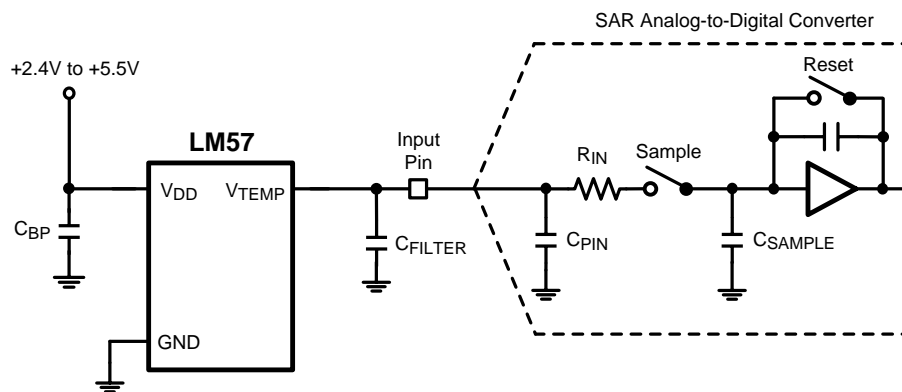 SAR Analog-to-Digital Converter
+2.4V to +5.5V
Reset
LM57
Input
Pin
RIN
Sample
VDD
VTEMP
CBP
CFILTER
CPIN
CSAMPLE
GND